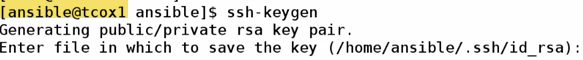 [ansible@tcox1 ansible]$ ssh-keygen
Generating public/private rsa key pair.
Enter file in which to save the key (/home/ansible/.ssh/id_rsa):